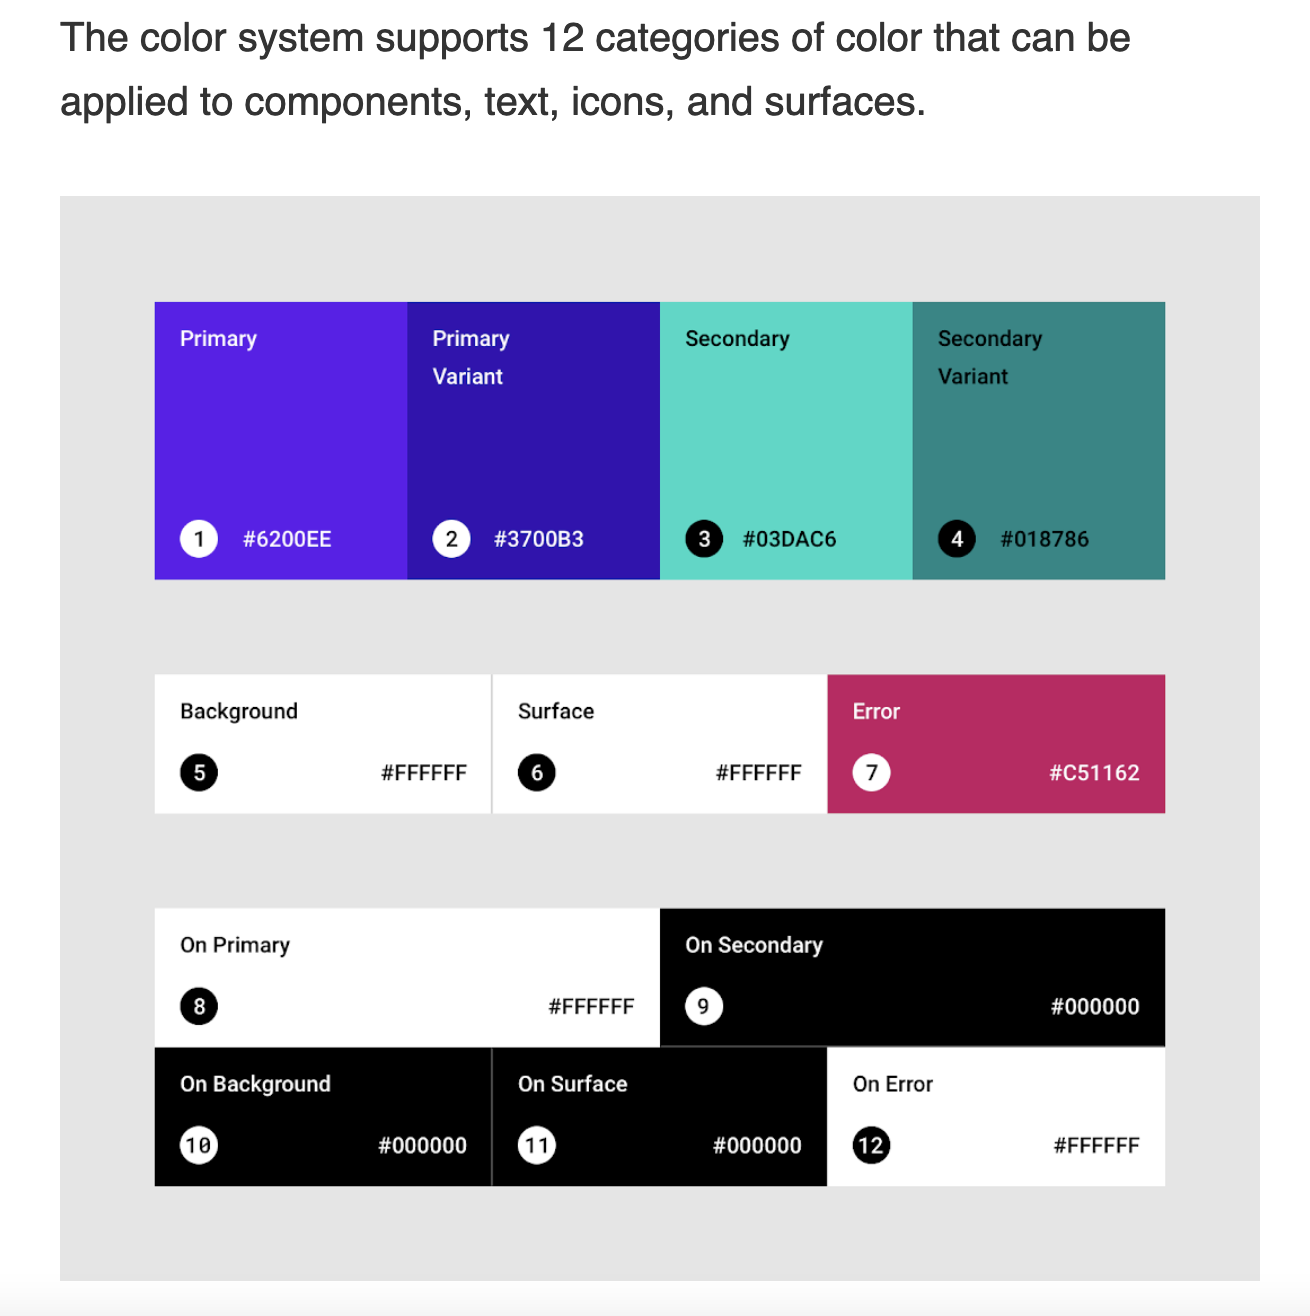 The color system supports 12 categories of color that can be
applied to components, text, icons, and surfaces.
Primary
1 #6200EE
Primary
Variant
2 #3700B3
Secondary
3 #03DAC6
Secondary
Variant
4 #018786
Background
5 #FFFFFF
Surface
6 #FFFFFF
Error
7 #C51162
On Primary
8 #FFFFFF
On Secondary
9 #000000
On Background
10 #000000
On Surface
11 #000000
On Error
12 #FFFFFF